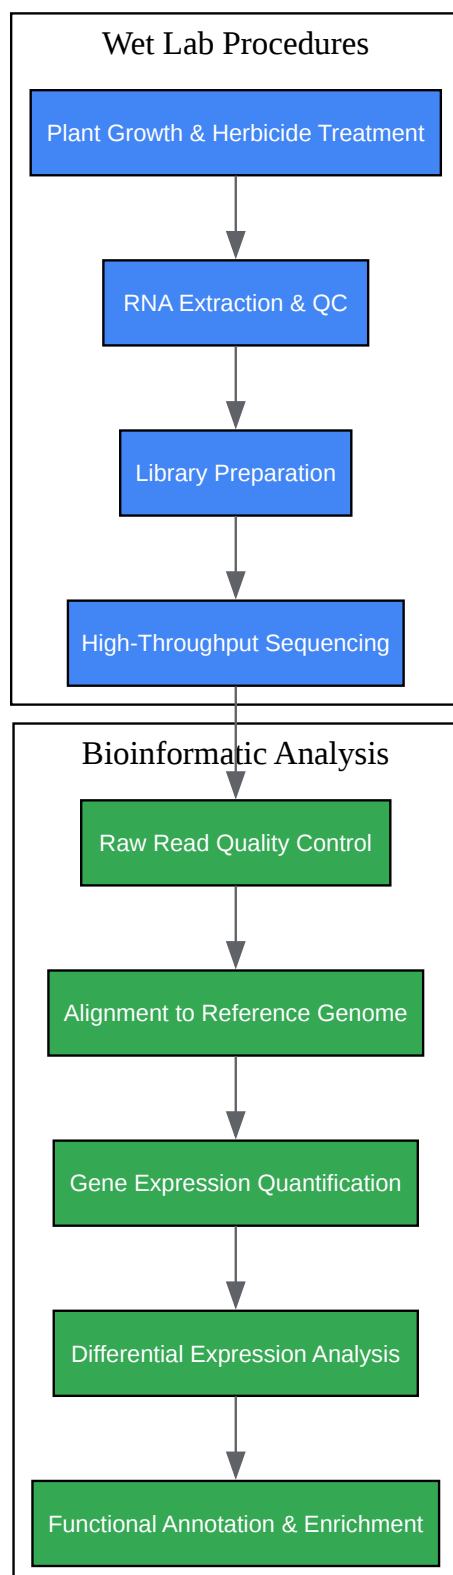 Wet Lab Procedures
Plant Growth & Herbicide Treatment
RNA Extraction & QC
Library Preparation
High-Throughput Sequencing
Bioinformatic Analysis
Raw Read Quality Control
Alignment to Reference Genome
Gene Expression Quantification
Differential Expression Analysis
Functional Annotation & Enrichment